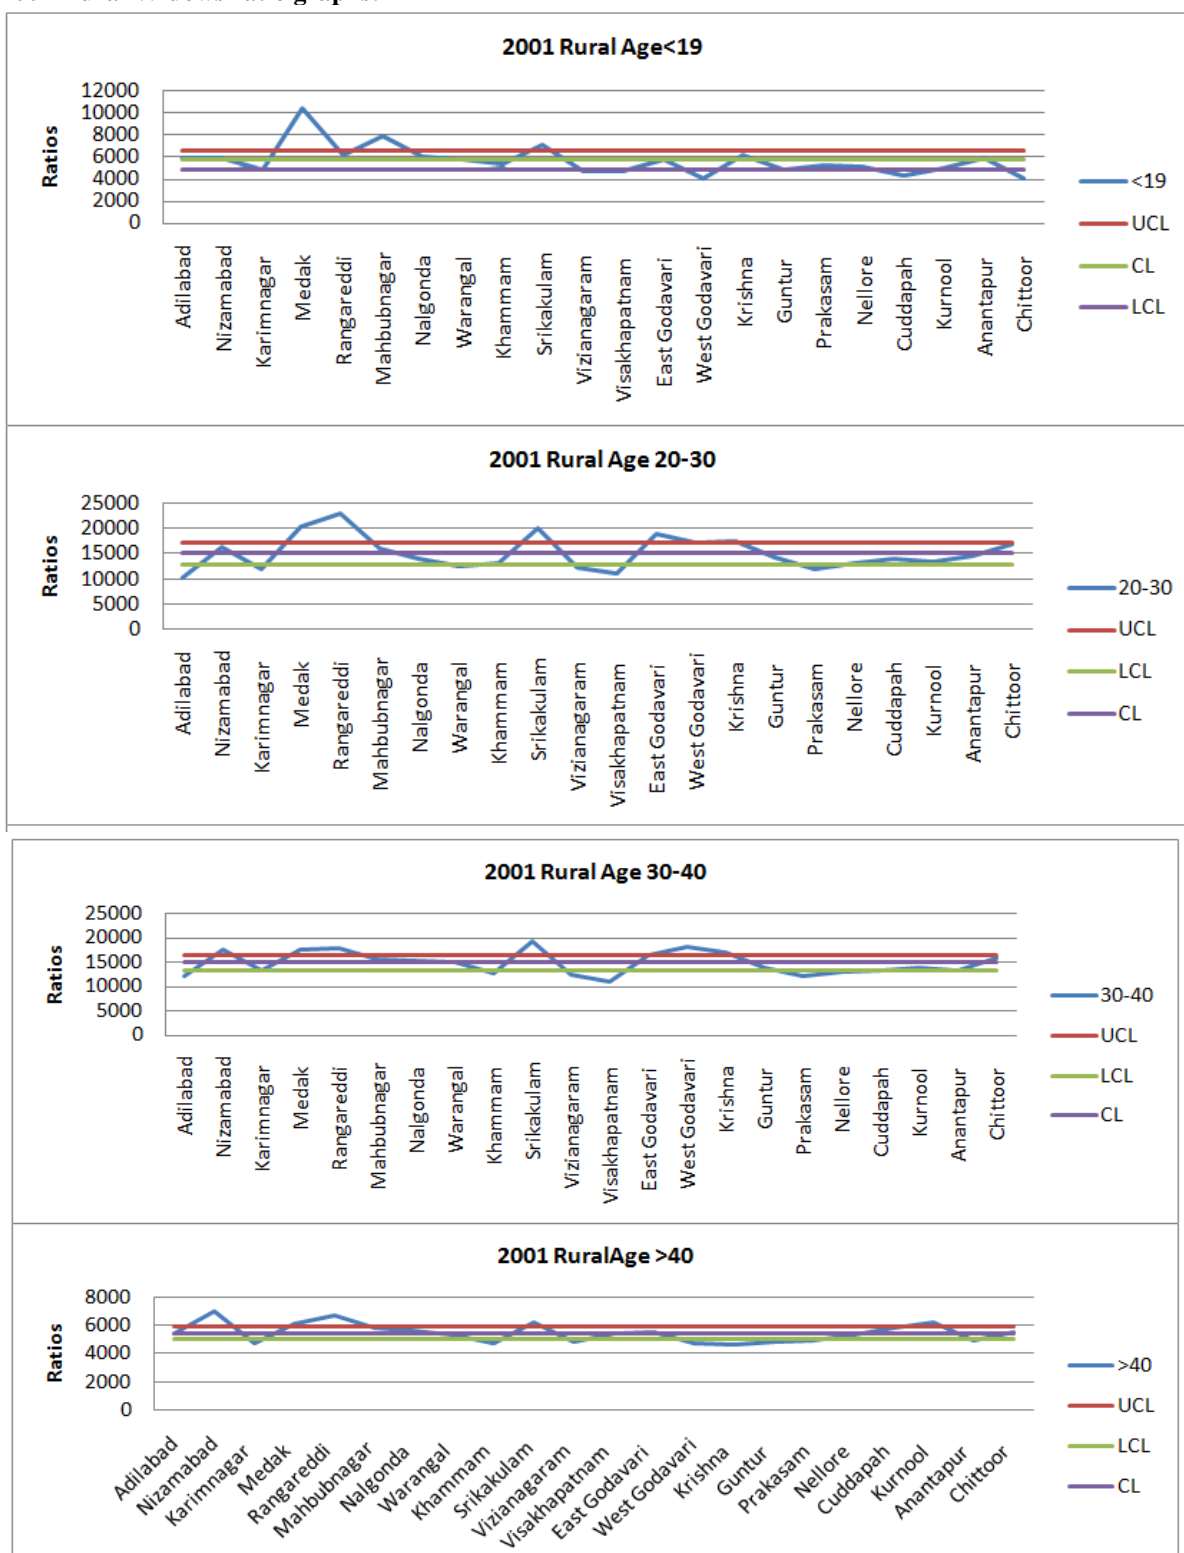 2001 Rural Age<19
12000
10000
8000
6000
4000
2000
0
Ratios
Adilabad
Nizamabad
Karimnagar
Medak
Rangareddi
Mahbubnagar
Nalgonda
Warangal
Khammam
Srikakulam
Vizianagaram
Visakhapatnam
East Godavari
West Godavari
Krishna
Guntur
Prakasam
Nellore
Cuddapah
Kurnool
Anantapur
Chittoor
<19
UCL
CL
LCL
2001 Rural Age 20-30
25000
20000
15000
10000
5000
0
Ratios
Adilabad
Nizamabad
Karimnagar
Medak
Rangareddi
Mahbubnagar
Nalgonda
Warangal
Khammam
Srikakulam
Vizianagaram
Visakhapatnam
East Godavari
West Godavari
Krishna
Guntur
Prakasam
Nellore
Cuddapah
Kurnool
Anantapur
Chittoor
20-30
UCL
LCL
CL
2001 Rural Age 30-40
25000
20000
15000
10000
5000
0
Ratios
Adilabad
Nizamabad
Karimnagar
Medak
Rangareddi
Mahbubnagar
Nalgonda
Warangal
Khammam
Srikakulam
Vizianagaram
Visakhapatnam
East Godavari
West Godavari
Krishna
Guntur
Prakasam
Nellore
Cuddapah
Kurnool
Anantapur
Chittoor
30-40
UCL
LCL
CL
2001 RuralAge >40
8000
6000
4000
2000
0
Ratios
Adilabad
Nizamabad
Karimnagar
Medak
Rangareddi
Mahbubnagar
Nalgonda
Warangal
Khammam
Srikakulam
Vizianagaram
Visakhapatnam
East Godavari
West Godavari
Krishna
Guntur
Prakasam
Nellore
Cuddapah
Kurnool
Anantapur
Chittoor
>40
UCL
LCL
CL